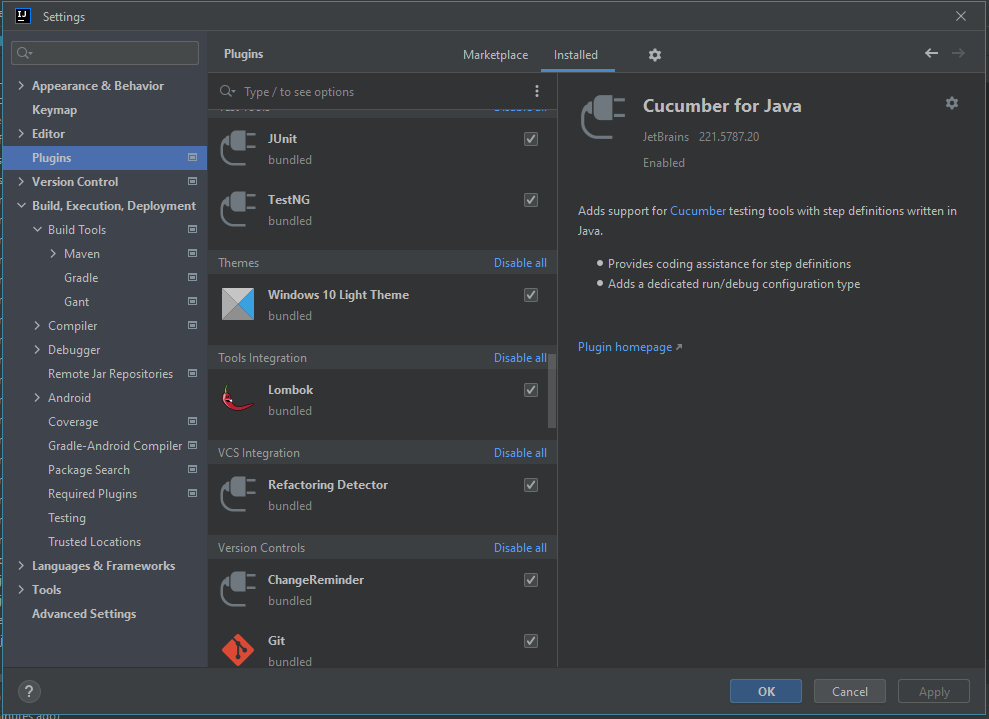 Settings
Appearance & Behavior
Keymap
Editor
Plugins
Version Control
Build, Execution, Deployment
Build Tools
Maven
Gradle
Gant
Compiler
Debugger
Remote Jar Repositories
Android
Coverage
Gradle-Android Compiler
Package Search
Required Plugins
Testing
Trusted Locations
Languages & Frameworks
Tools
Advanced Settings
Plugins
Marketplace
Installed
Type / to see options
JUnit
bundled
TestNG
bundled
Themes Disable all
Windows 10 Light Theme
bundled
Tools Integration Disable all
Lombok
bundled
VCS Integration Disable all
Refactoring Detector
bundled
Version Controls Disable all
ChangeReminder
bundled
Git
bundled
Cucumber for Java
JetBrains 221.5787.20
Enabled
Adds support for Cucumber testing tools with step definitions written in
Java.
• Provides coding assistance for step definitions
• Adds a dedicated run/debug configuration type
Plugin homepage ↗
?
OK
Cancel
Apply